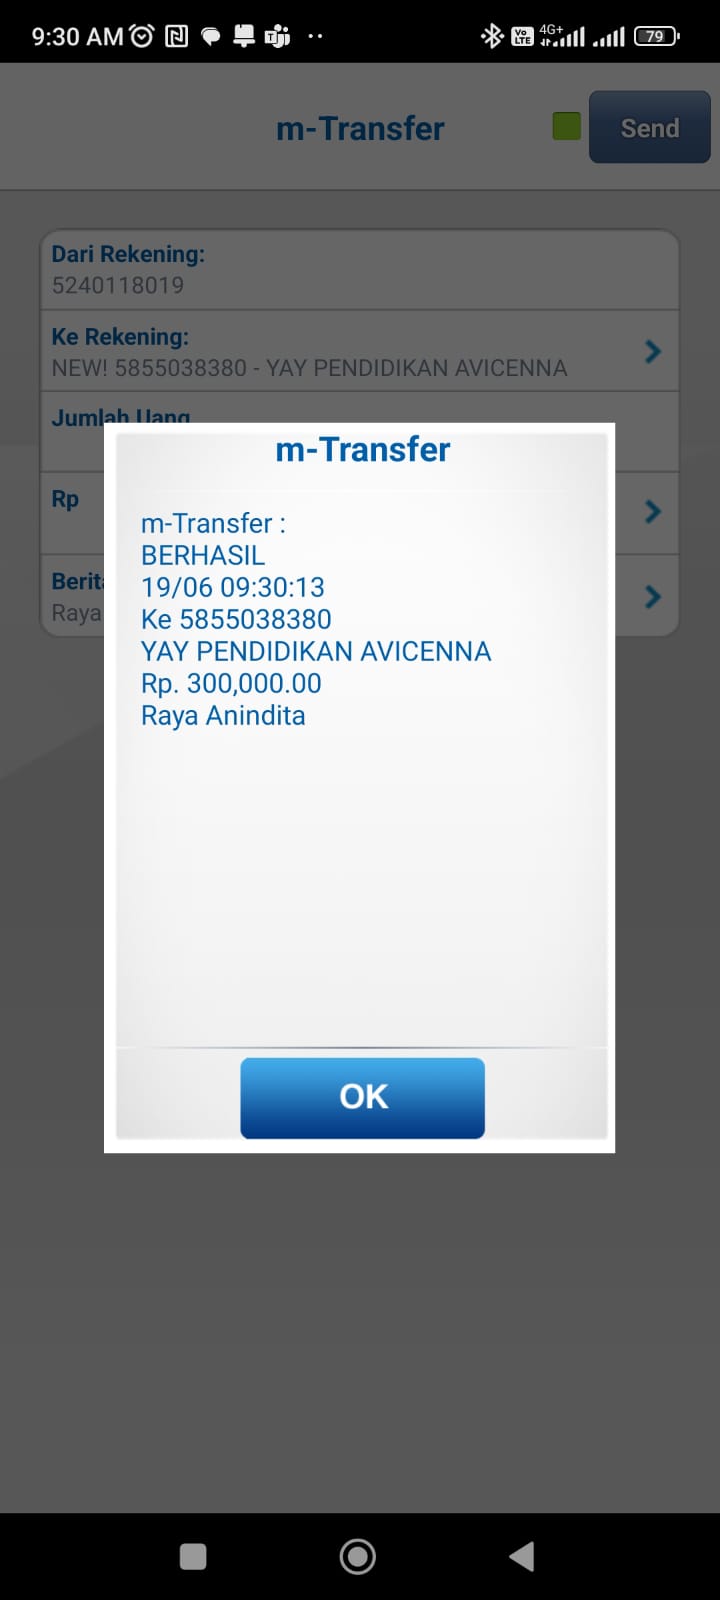 9:30 AM
Vo LTE
4G+
79
m-Transfer
Send
Dari Rekening:
5240118019
Ke Rekening:
NEW! 5855038380 - YAY PENDIDIKAN AVICENNA
Jumlah Uang
Rp
Raya
m-Transfer
m-Transfer :
BERHASIL
19/06 09:30:13
Ke 5855038380
YAY PENDIDIKAN AVICENNA
Rp. 300,000.00
Raya Anindita
OK